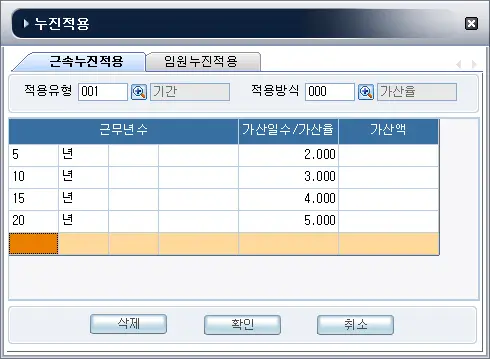 누진적용
근속누진적용 임원누진적용
적용유형 001 기간 적용방식 000 가산율
근무년수 가산일수/가산율 가산액
5 년 2.000
10 년 3.000
15 년 4.000
20 년 5.000
삭제 확인 취소